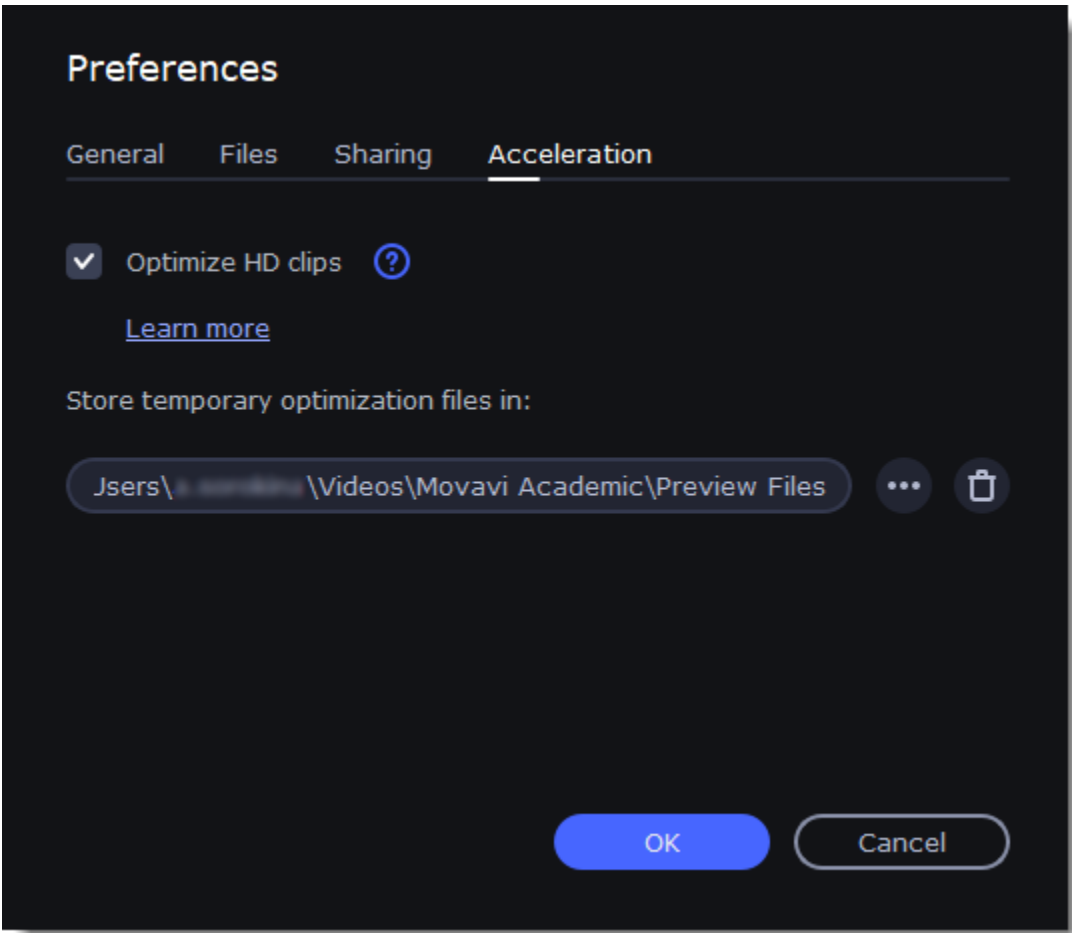 Preferences
General Files Sharing Acceleration
Optimize HD clips ?
Learn more
Store temporary optimization files in:
Jsers\ \Videos\Movavi Academic\Preview Files
OK Cancel